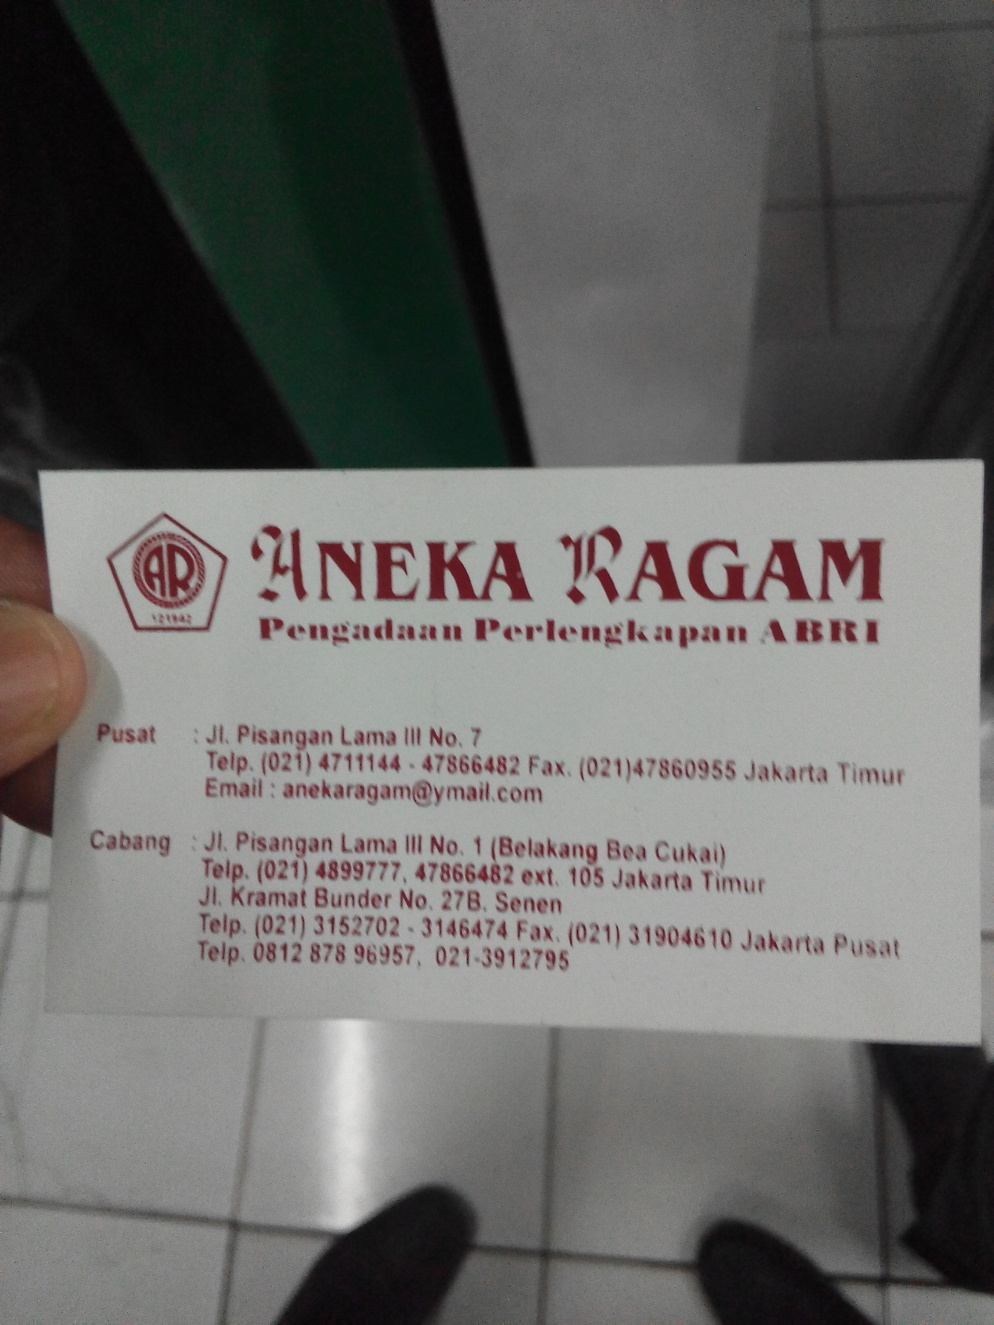 AR
121942
ANEKA RAGAM
Pengadaan Perlengkapan ABRI
Pusat : Jl. Pisangan Lama III No. 7
Telp. (021) 4711144 - 47866482 Fax. (021)47860955 Jakarta Timur
Email : anekaragam@ymail.com
Cabang : Jl. Pisangan Lama III No. 1 (Belakang Bea Cukai)
Telp. (021) 4899777, 47866482 ext. 105 Jakarta Timur
Jl. Kramat Bunder No. 27B. Senen
Telp. (021) 3152702 - 3146474 Fax. (021) 31904610 Jakarta Pusat
Telp. 0812 878 96957, 021-3912795